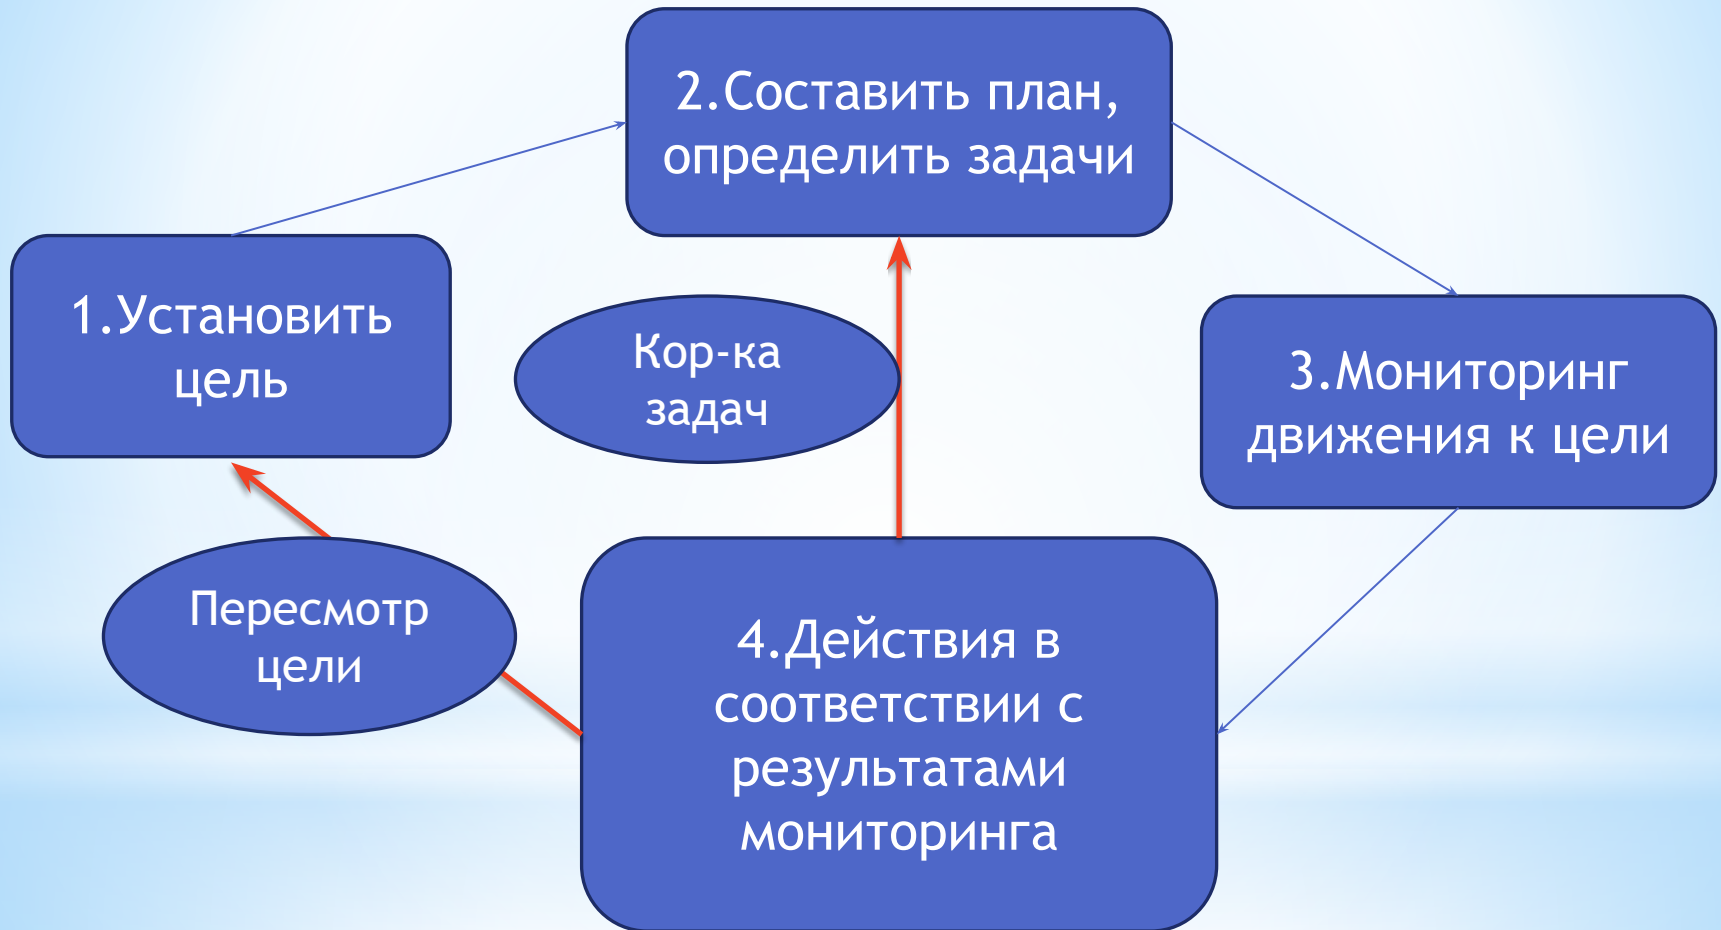 2.Составить план,
определить задачи
1.Установить
цель
Кор-ка
задач
3.Мониторинг
движения к цели
Пересмотр
цели
4.Действия в
соответствии с
результатами
мониторинга